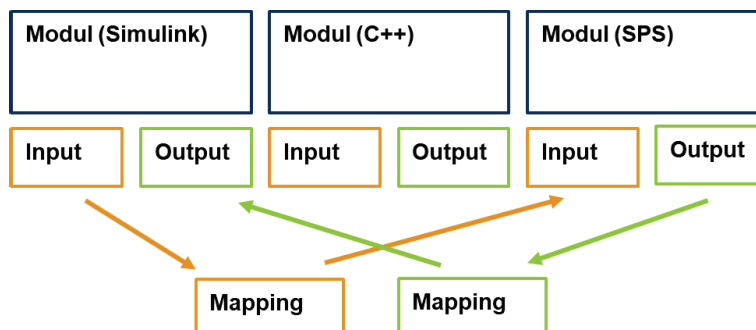 Modul (Simulink)
Modul (C++)
Modul (SPS)
Input
Output
Input
Output
Input
Output
Mapping
Mapping